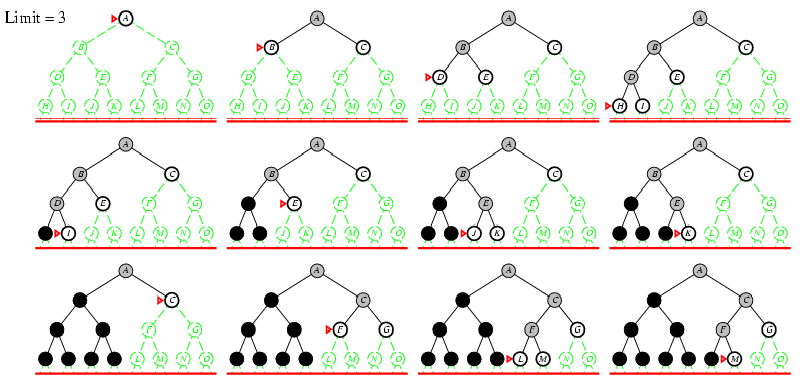 Limit = 3
A
B C
D E F G
H I J K L M N O
A
B C
D E F G
H I J K L M N O
A
B C
D E F G
H I J K L M N O
A
B C
D E F G
H I J K L M N O
A
B C
D E F G
I J K L M N O
A
B C
E F G
J K L M N O
A
B C
E F G
J K L M N O
A
B C
E F G
K L M N O
A
C
F G
L M N O
A
C
F G
L M N O
A
C
F G
L M N O
A
C
F G
M N O